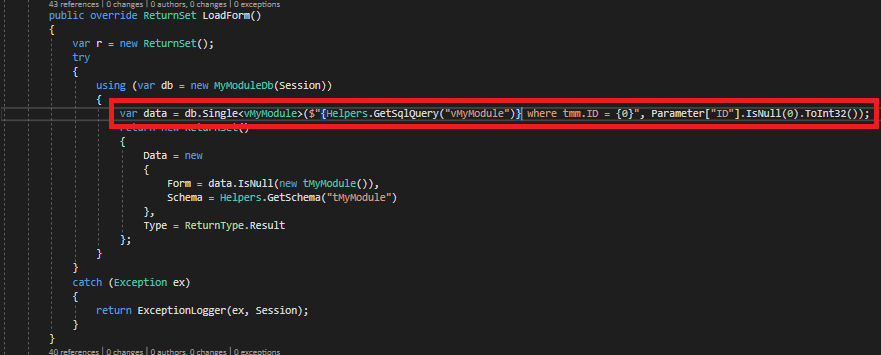 43 references | 0 changes | 0 authors, 0 changes | 0 exceptions
public override ReturnSet LoadForm()
{
var r = new ReturnSet();
try
{
using (var db = new MyModuleDb(Session))
{
var data = db.Single<vMyModule>($"{Helpers.GetSqlQuery("vMyModule")} where tmm.ID = {0}", Parameter["ID"].IsNull(0).ToInt32());
return new ReturnSet()
{
Data = new
{
Form = data.IsNull(new tMyModule()),
Schema = Helpers.GetSchema("tMyModule")
},
Type = ReturnType.Result
};
}
}
catch (Exception ex)
{
return ExceptionLogger(ex, Session);
}
}
40 references | 0 changes | 0 authors, 0 changes | 0 exceptions